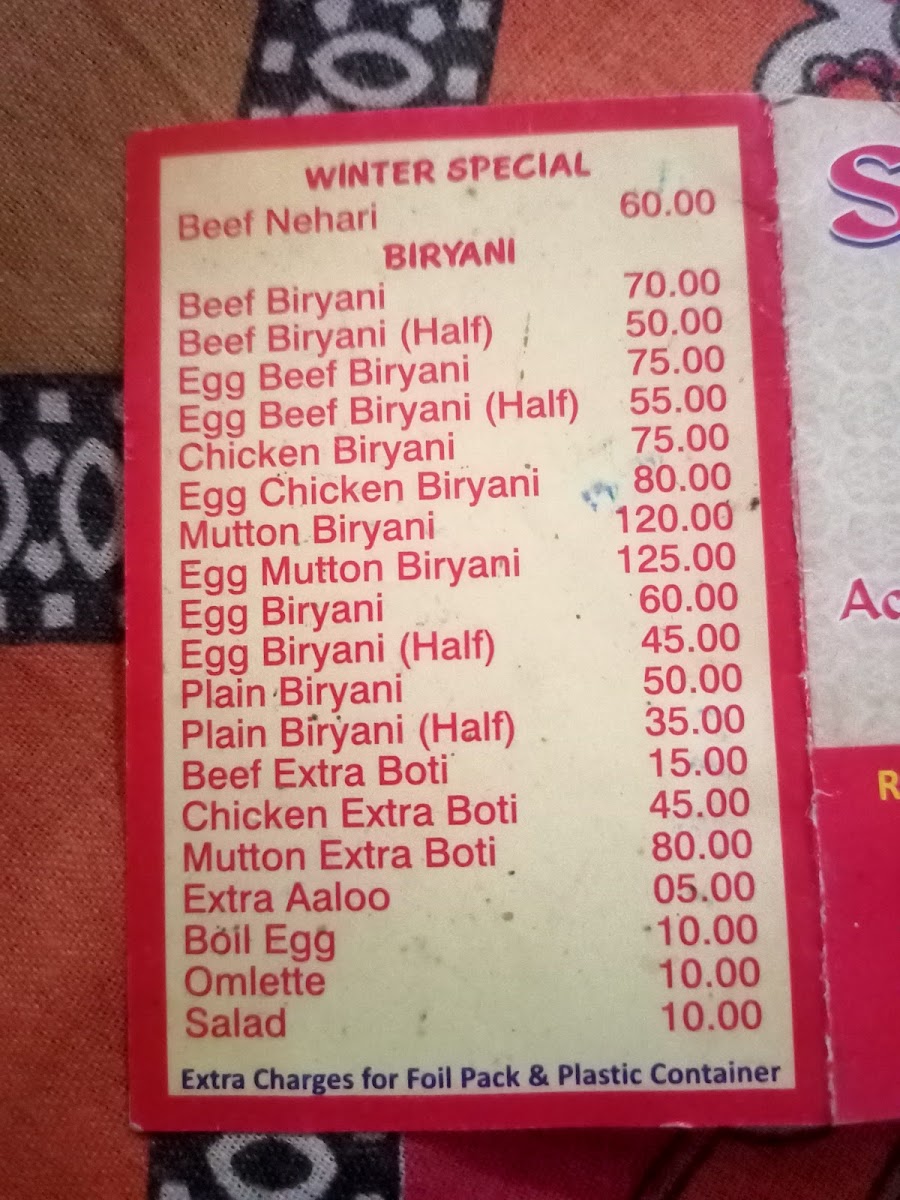 WINTER SPECIAL
Beef Nehari 60.00
BIRYANI
Beef Biryani 70.00
Beef Biryani (Half) 50.00
Egg Beef Biryani 75.00
Egg Beef Biryani (Half) 55.00
Chicken Biryani 75.00
Egg Chicken Biryani 80.00
Mutton Biryani 120.00
Egg Mutton Biryani 125.00
Egg Biryani 60.00
Egg Biryani (Half) 45.00
Plain Biryani 50.00
Plain Biryani (Half) 35.00
Beef Extra Boti 15.00
Chicken Extra Boti 45.00
Mutton Extra Boti 80.00
Extra Aaloo 05.00
Boil Egg 10.00
Omlette 10.00
Salad 10.00
Extra Charges for Foil Pack & Plastic Container